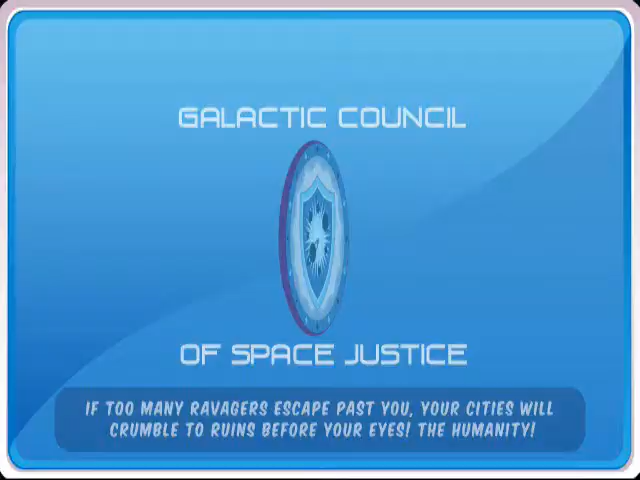 GALACTIC COUNCIL
OF SPACE JUSTICE
IF TOO MANY RAVAGERS ESCAPE PAST YOU, YOUR CITIES WILL
CRUMBLE TO RUINS BEFORE YOUR EYES! THE HUMANITY!